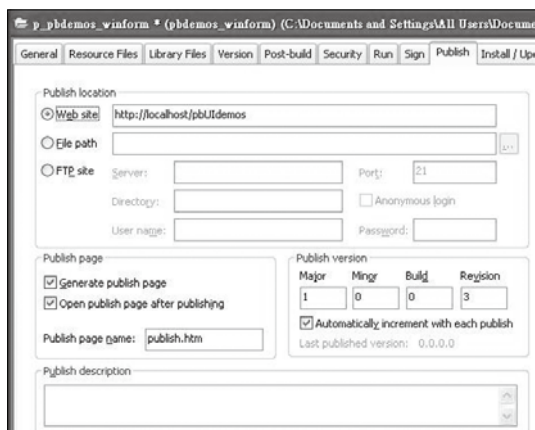 p_pbdemos_winform * (pbdemos_winform) (C:\Documents and Settings\All Users\Docume
General Resource Files Library Files Version Post-build Security Run Sign Publish Install / Upd
Publish location
Web site http://localhost/pbUIdemos
File path ...
FTP site Server: Port: 21
Directory: Anonymous login
User name: Password:
Publish page
Generate publish page
Open publish page after publishing
Publish page name: publish.htm
Publish version
Major Minor Build Revision
1 0 0 3
Automatically increment with each publish
Last published version: 0.0.0.0
Publish description